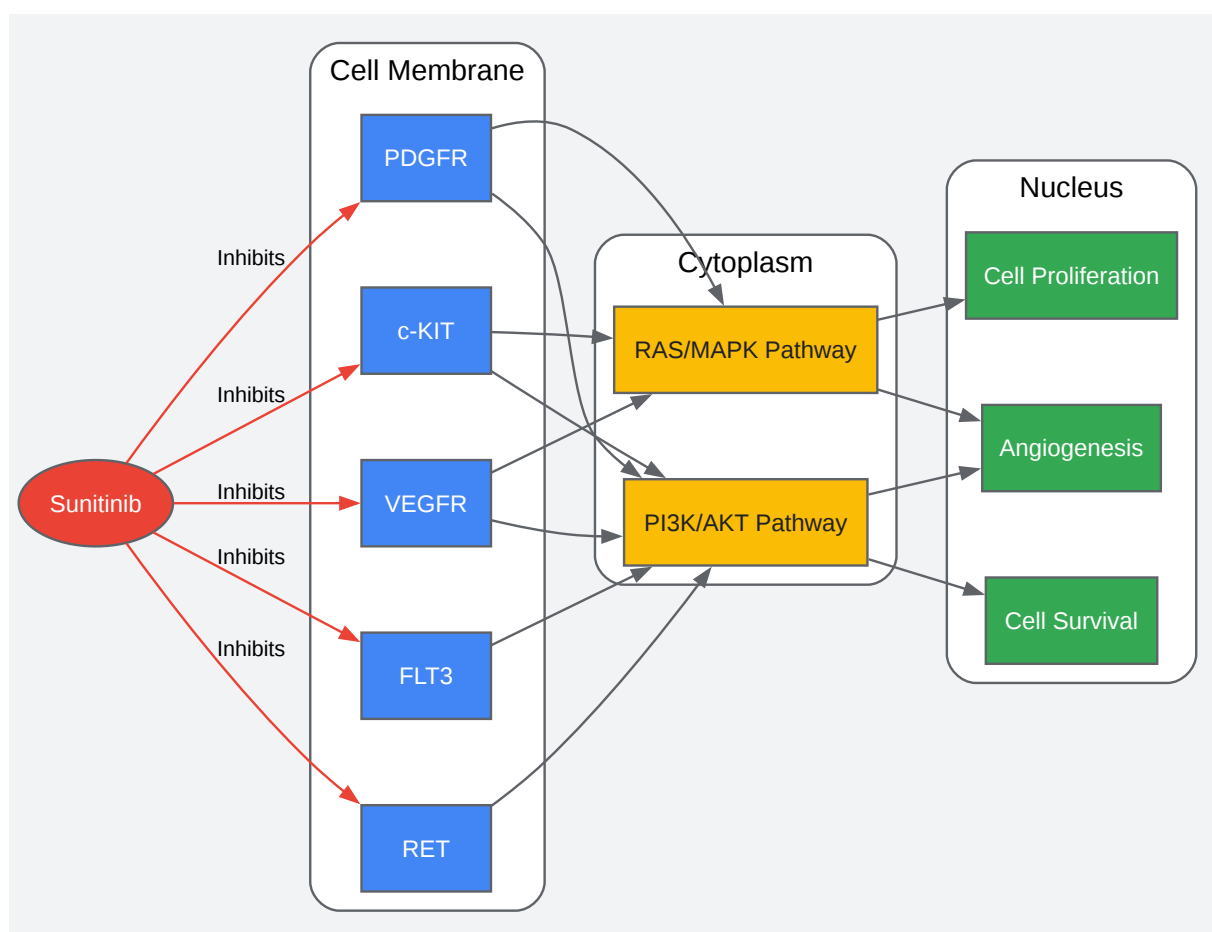 Cell Membrane
PDGFR
Nucleus
Inhibits
Cytoplasm
Cell Proliferation
c-KIT
RAS/MAPK Pathway
Inhibits
Angiogenesis
Sunitinib
Inhibits
VEGFR
PI3K/AKT Pathway
Inhibits
Cell Survival
Inhibits
FLT3
RET